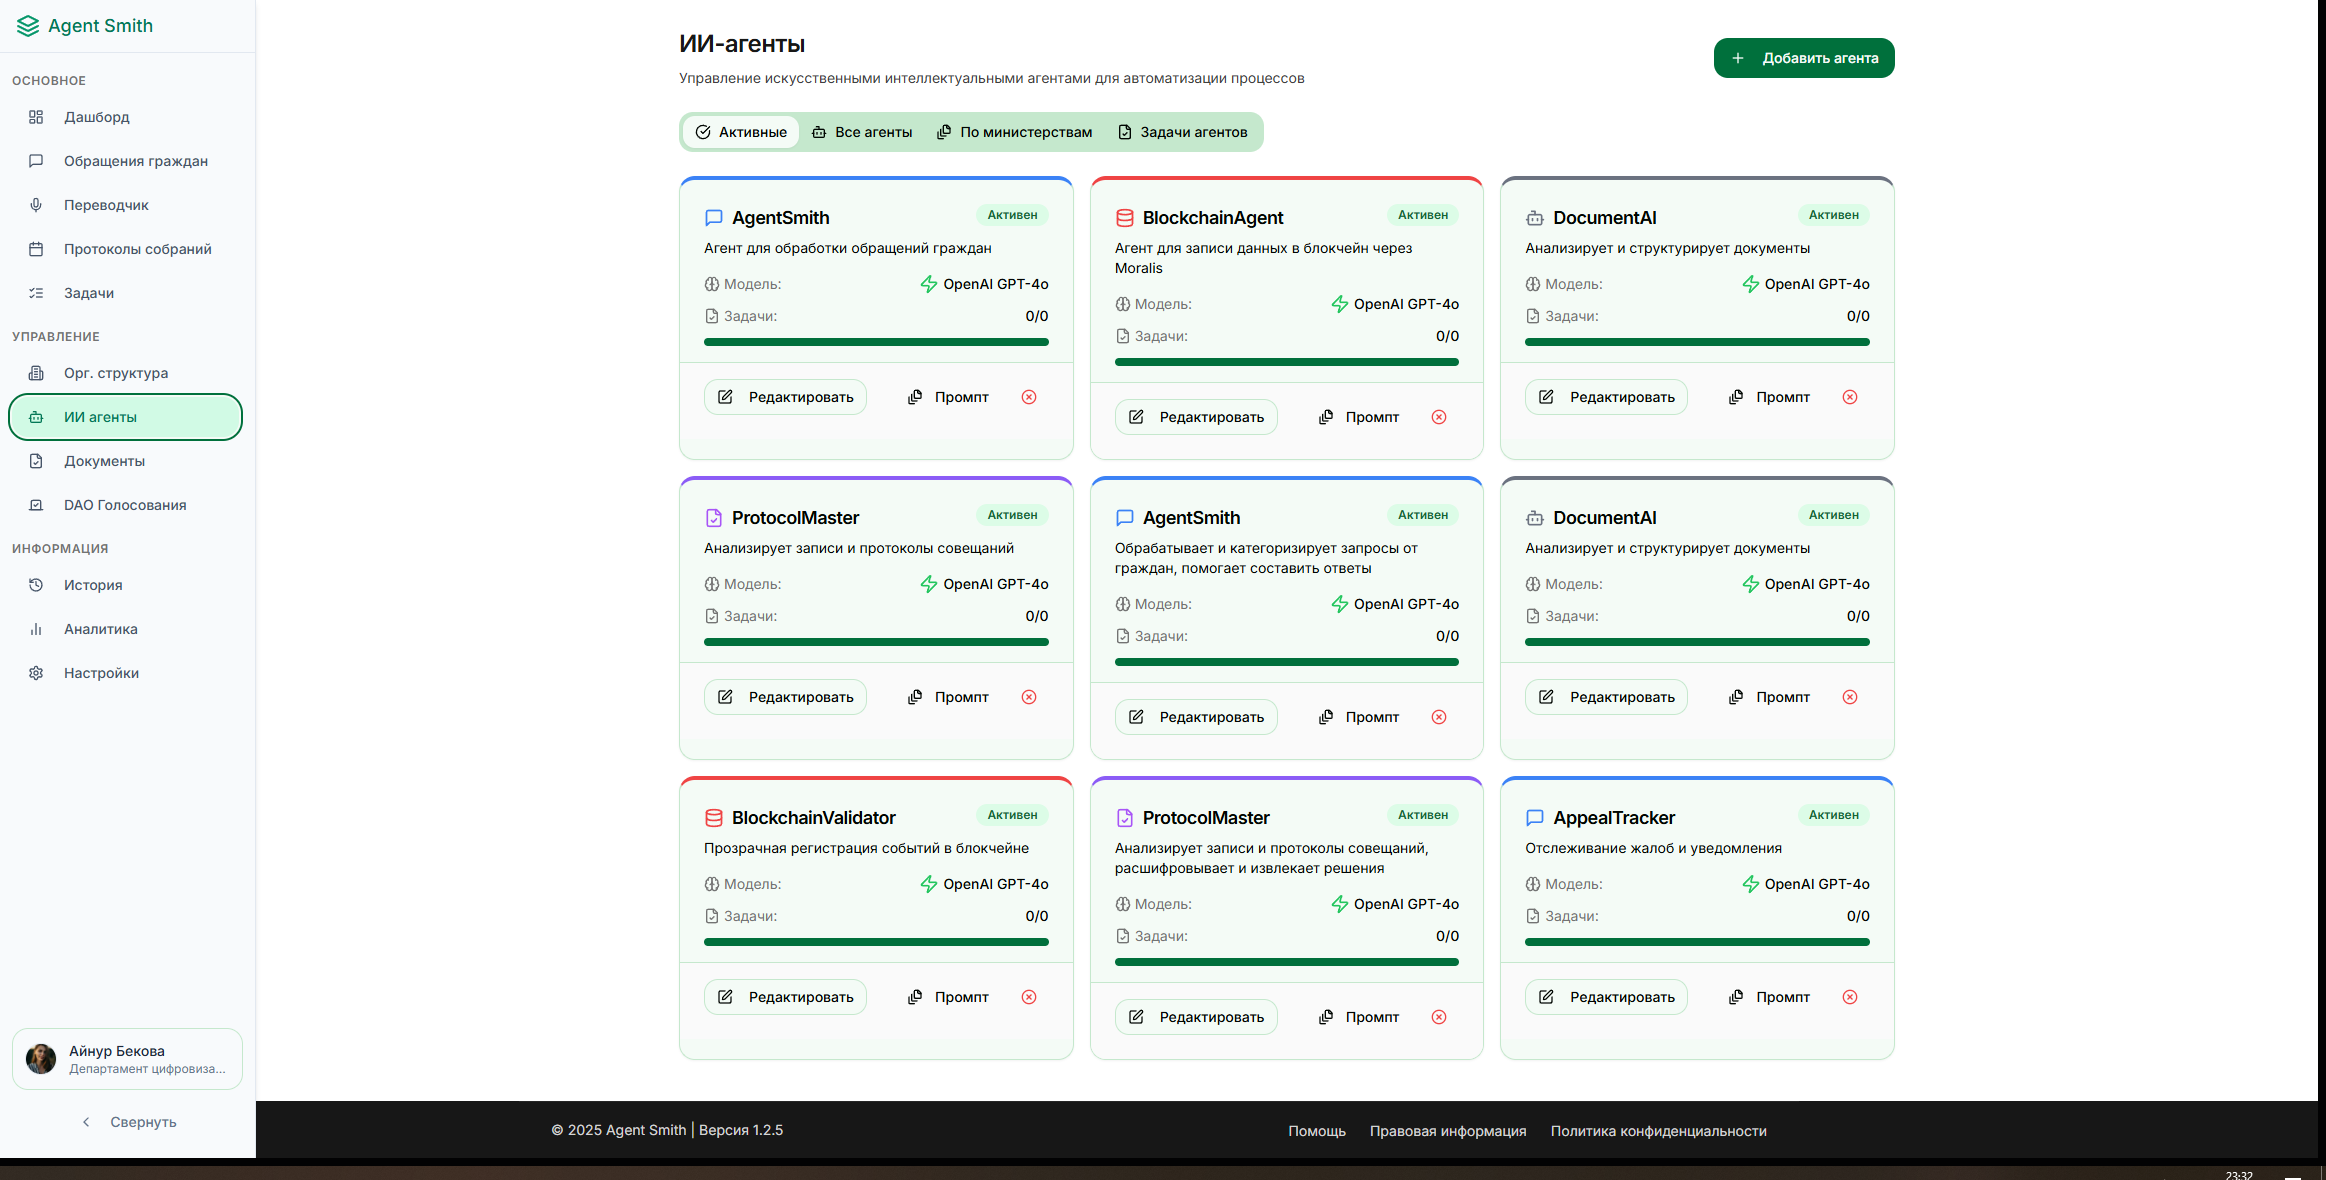 Agent Smith
ОСНОВНОЕ
Дашборд
Обращения граждан
Переводчик
Протоколы собраний
Задачи
УПРАВЛЕНИЕ
Орг. структура
ИИ агенты
Документы
DAO Голосования
ИНФОРМАЦИЯ
История
Аналитика
Настройки
Айнур Бекова
Департамент цифровиза...
Свернуть
ИИ-агенты
Управление искусственными интеллектуальными агентами для автоматизации процессов
Добавить агента
Активные Все агенты По министерствам Задачи агентов
AgentSmith Активен
Агент для обработки обращений граждан
Модель: OpenAI GPT-4o
Задачи: 0/0
Редактировать Промпт
BlockchainAgent Активен
Агент для записи данных в блокчейн через
Moralis
Модель: OpenAI GPT-4o
Задачи: 0/0
Редактировать Промпт
DocumentAI Активен
Анализирует и структурирует документы
Модель: OpenAI GPT-4o
Задачи: 0/0
Редактировать Промпт
ProtocolMaster Активен
Анализирует записи и протоколы совещаний
Модель: OpenAI GPT-4o
Задачи: 0/0
Редактировать Промпт
AgentSmith Активен
Обрабатывает и категоризирует запросы от
граждан, помогает составить ответы
Модель: OpenAI GPT-4o
Задачи: 0/0
Редактировать Промпт
DocumentAI Активен
Анализирует и структурирует документы
Модель: OpenAI GPT-4o
Задачи: 0/0
Редактировать Промпт
BlockchainValidator Активен
Прозрачная регистрация событий в блокчейне
Модель: OpenAI GPT-4o
Задачи: 0/0
Редактировать Промпт
ProtocolMaster Активен
Анализирует записи и протоколы совещаний,
расшифровывает и извлекает решения
Модель: OpenAI GPT-4o
Задачи: 0/0
Редактировать Промпт
AppealTracker Активен
Отслеживание жалоб и уведомления
Модель: OpenAI GPT-4o
Задачи: 0/0
Редактировать Промпт
© 2025 Agent Smith | Версия 1.2.5
Помощь Правовая информация Политика конфиденциальности
23:32